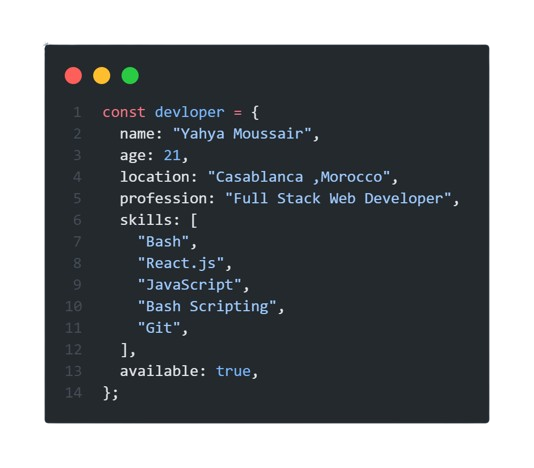 1 const devloper = {
2 name: "Yahya Moussair",
3 age: 21,
4 location: "Casablanca ,Morocco",
5 profession: "Full Stack Web Developer",
6 skills: [
7 "Bash",
8 "React.js",
9 "JavaScript",
10 "Bash Scripting",
11 "Git",
12 ],
13 available: true,
14 };